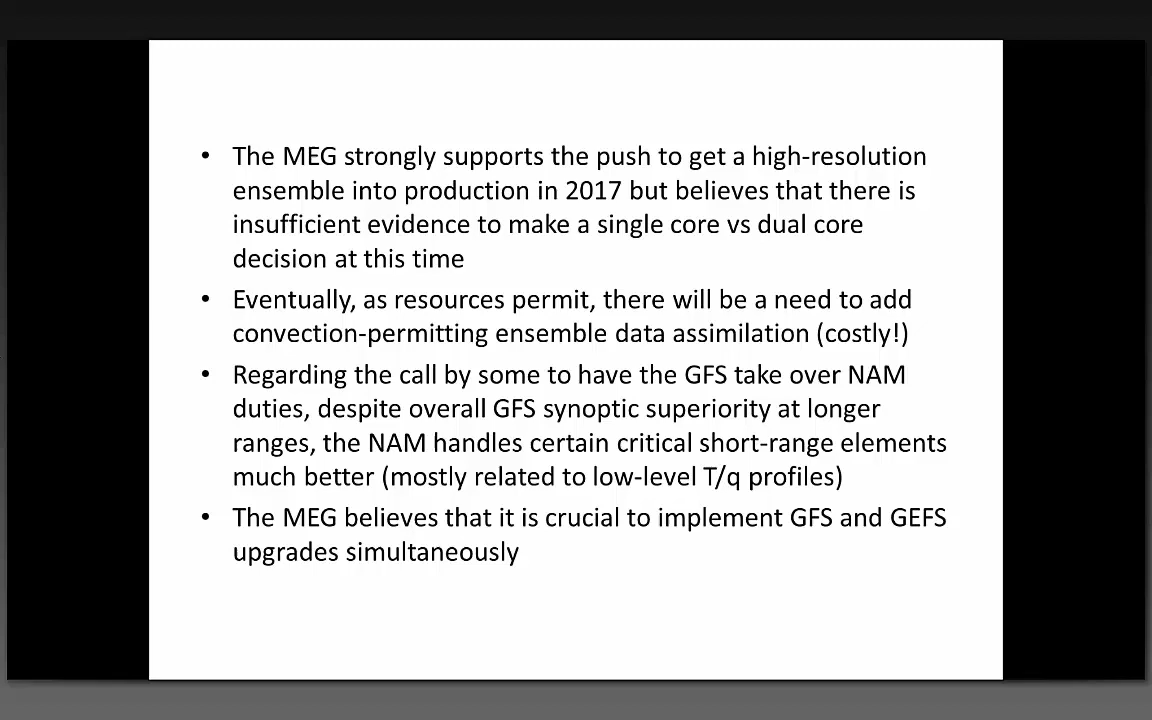 • The MEG strongly supports the push to get a high-resolution
ensemble into production in 2017 but believes that there is
insufficient evidence to make a single core vs dual core
decision at this time
• Eventually, as resources permit, there will be a need to add
convection-permitting ensemble data assimilation (costly!)
• Regarding the call by some to have the GFS take over NAM
duties, despite overall GFS synoptic superiority at longer
ranges, the NAM handles certain critical short-range elements
much better (mostly related to low-level T/q profiles)
• The MEG believes that it is crucial to implement GFS and GEFS
upgrades simultaneously